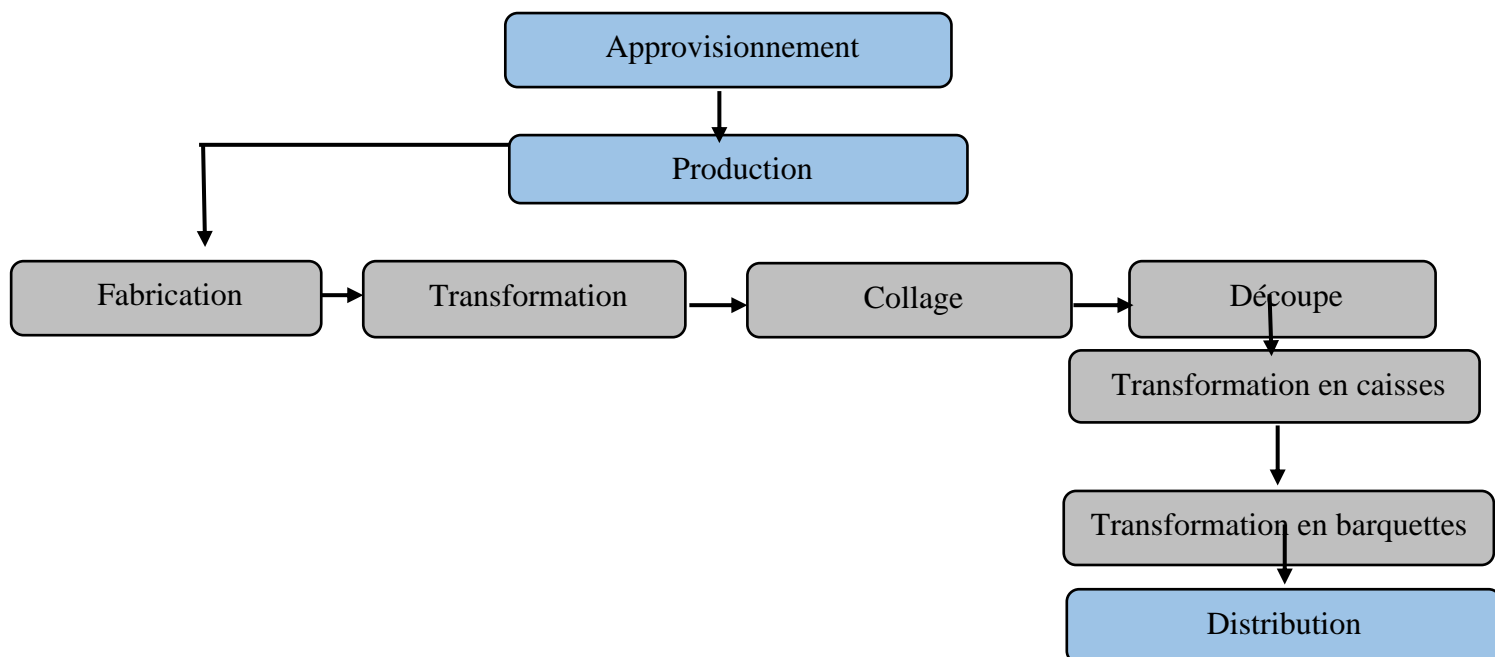 Approvisionnement
Production
Fabrication
Transformation
Collage
Découpe
Transformation en caisses
Transformation en barquettes
Distribution